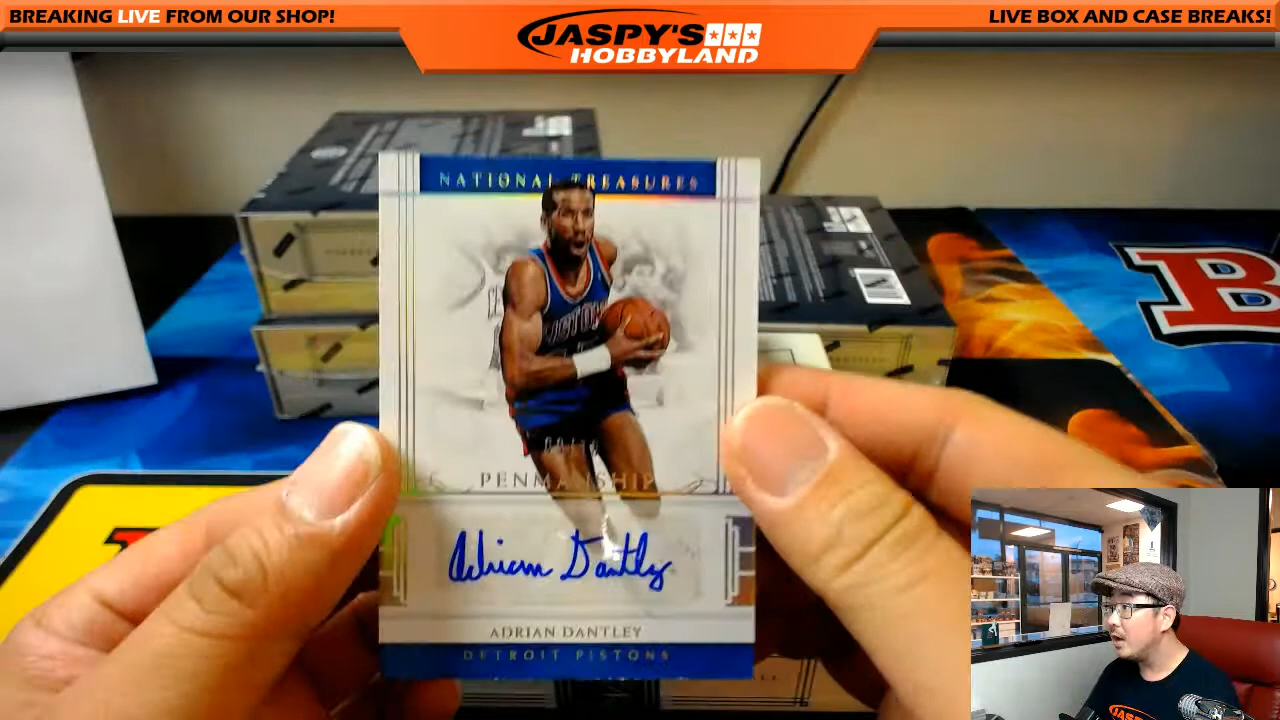 BREAKING LIVE FROM OUR SHOP!
JASPY'S
HOBBYLAND
LIVE BOX AND CASE BREAKS!
NATIONAL TREASURES
PENMANSHIP
Adrian Dantley
ADRIAN DANTLEY
DETROIT PISTONS
B
JASPY'S